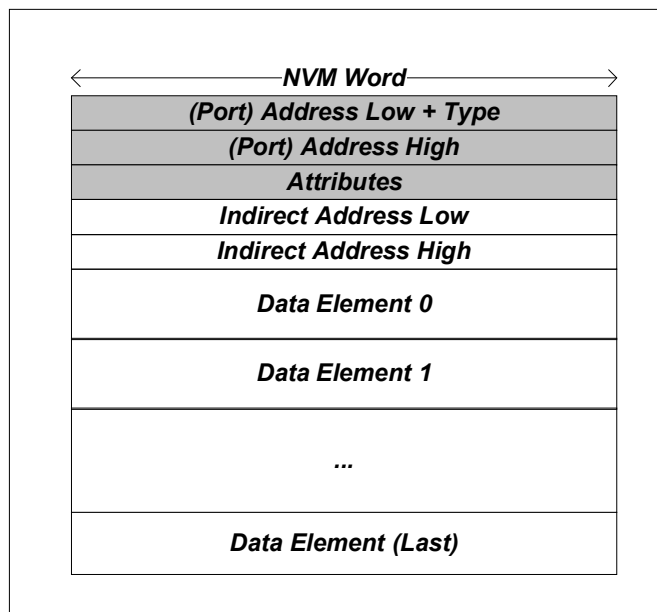 NVM Word
(Port) Address Low + Type
(Port) Address High
Attributes
Indirect Address Low
Indirect Address High
Data Element 0
Data Element 1
...
Data Element (Last)